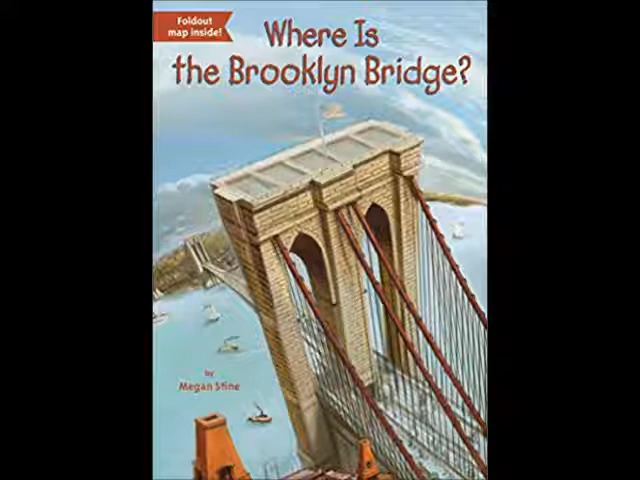 Foldout
map inside!
Where Is
the Brooklyn Bridge?
by
Megan Stine